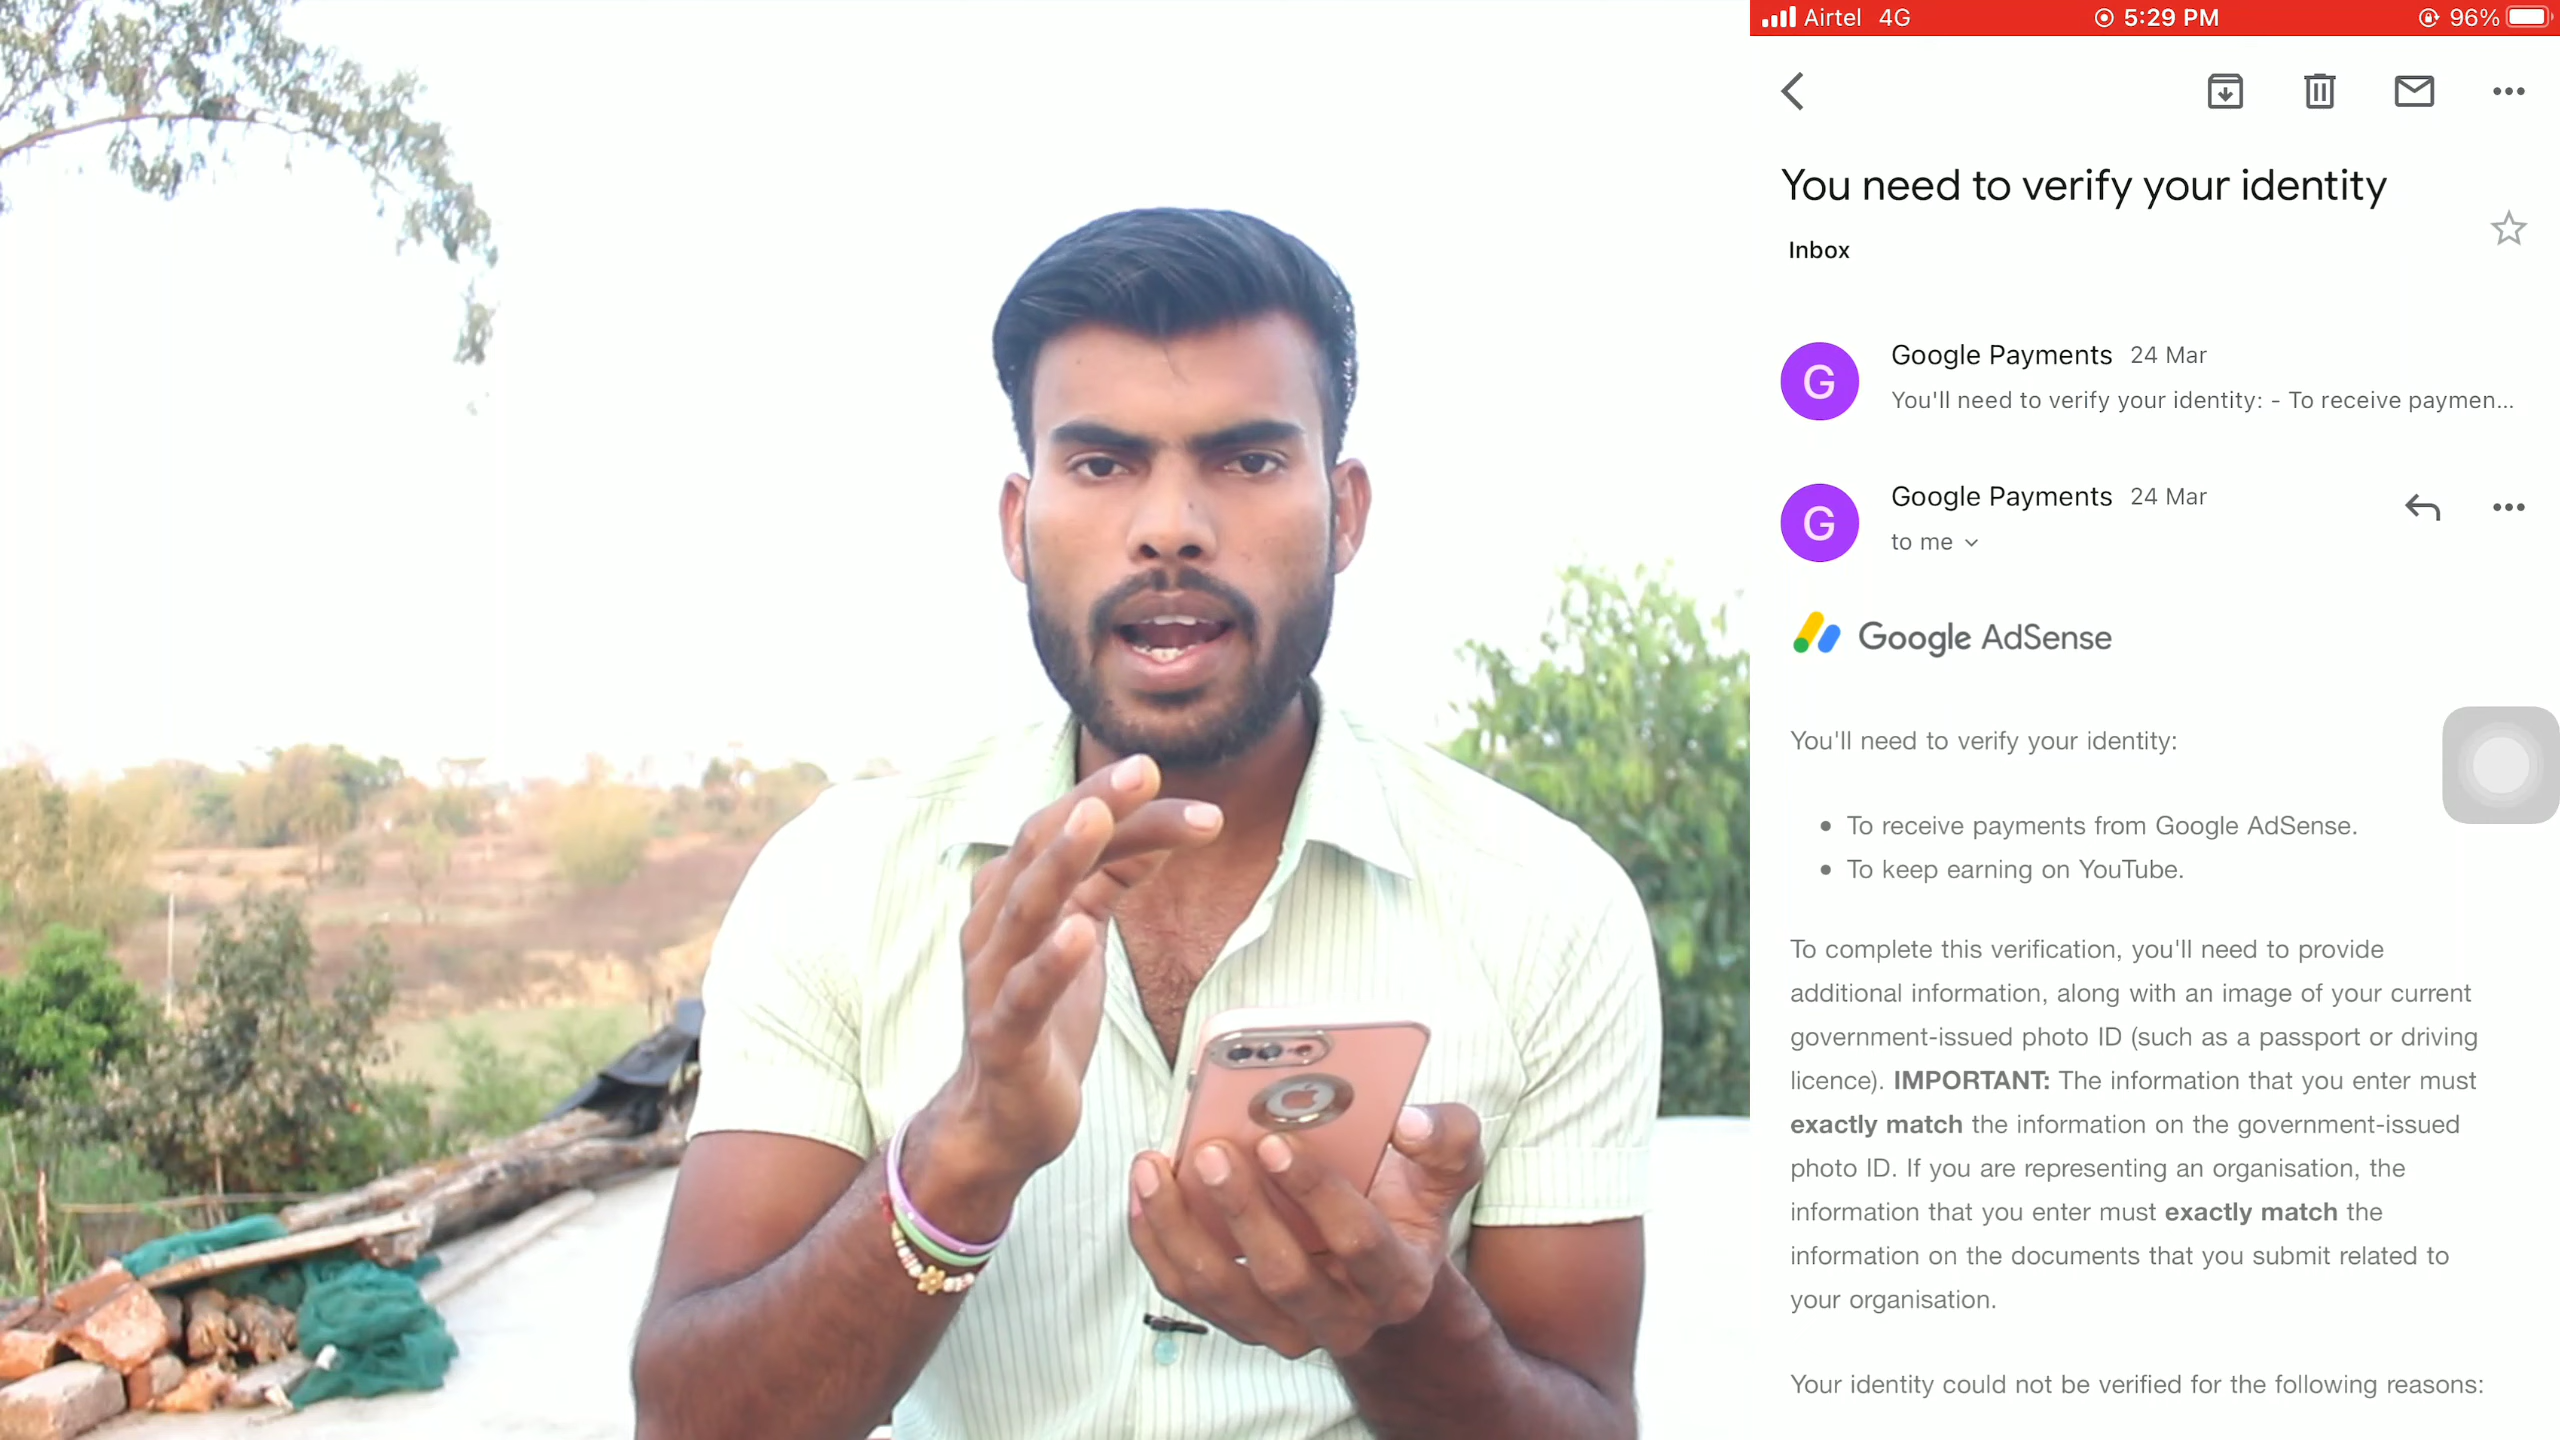 Airtel 4G 5:29 PM 96%
You need to verify your identity
Inbox
Google Payments 24 Mar
You'll need to verify your identity: - To receive paymen...
Google Payments 24 Mar
to me
Google AdSense
You'll need to verify your identity:
• To receive payments from Google AdSense.
• To keep earning on YouTube.
To complete this verification, you'll need to provide
additional information, along with an image of your current
government-issued photo ID (such as a passport or driving
licence). IMPORTANT: The information that you enter must
exactly match the information on the government-issued
photo ID. If you are representing an organisation, the
information that you enter must exactly match the
information on the documents that you submit related to
your organisation.
Your identity could not be verified for the following reasons: